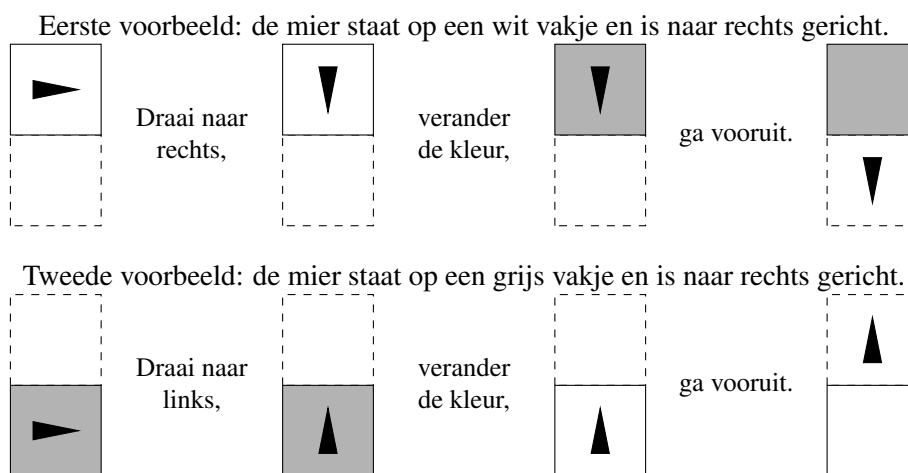 Eerste voorbeeld: de mier staat op een wit vakje en is naar rechts gericht.
Draai naar
rechts,
verander
de kleur,
ga vooruit.
Tweede voorbeeld: de mier staat op een grijs vakje en is naar rechts gericht.
Draai naar
links,
verander
de kleur,
ga vooruit.